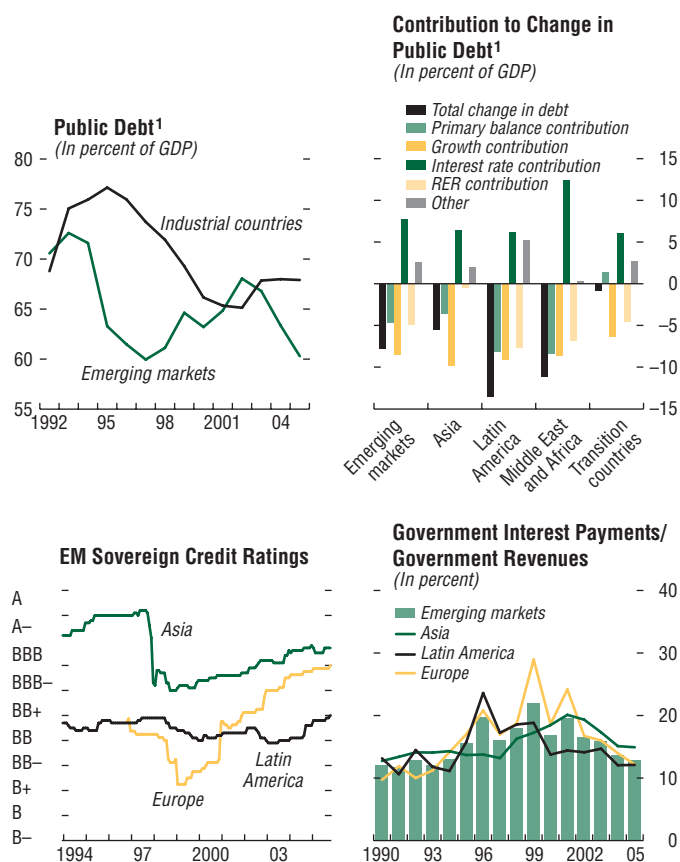 Public Debt1
(In percent of GDP)
80
75
70
65
60
55
Industrial countries
Emerging markets
1992 95 98 2001 04
Contribution to Change in
Public Debt1
(In percent of GDP)
Total change in debt
Primary balance contribution
Growth contribution
Interest rate contribution
RER contribution
Other
15
10
5
0
–5
–10
–15
Emerging
markets
Asia
Latin
America
Middle East
and Africa
Transition
countries
EM Sovereign Credit Ratings
A
A–
BBB
BBB–
BB+
BB
BB–
B+
B
B–
Asia
Latin
America
Europe
1994 97 2000 03
Government Interest Payments/
Government Revenues
(In percent)
Emerging markets
Asia
Latin America
Europe
40
30
20
10
0
1990 93 96 99 2002 05